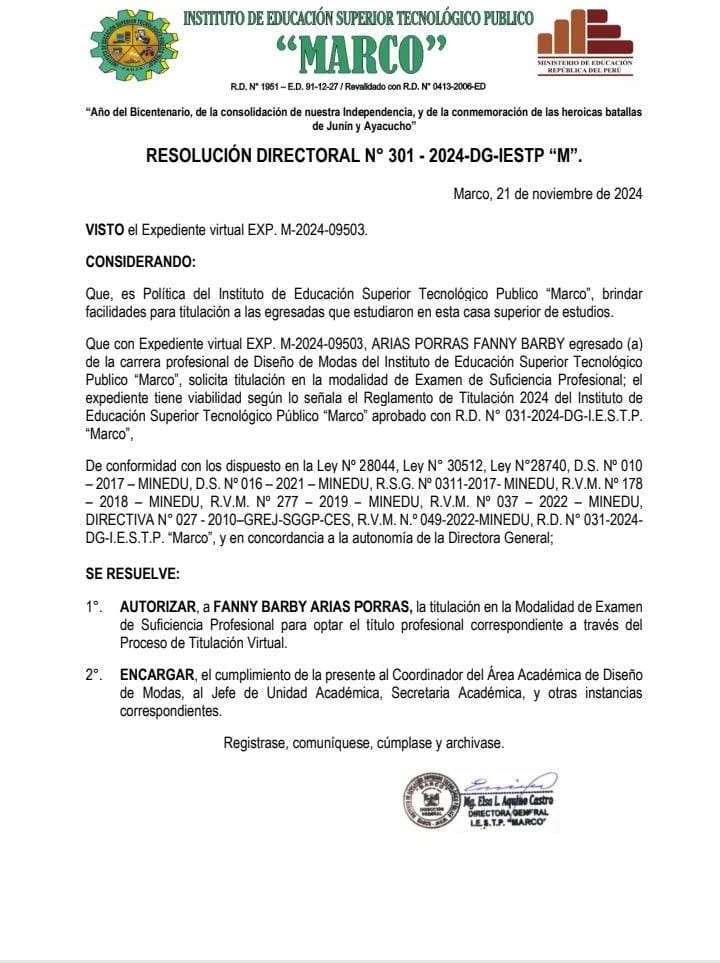 INSTITUTO DE EDUCACIÓN SUPERIOR TECNOLÓGICO PUBLICO
“MARCO”
R.D. N° 1951 – E.D. 91-12-27 / Revalidado con R.D. N° 0413-2006-ED
MINISTERIO DE EDUCACIÓN
REPÚBLICA DEL PERÚ
“Año del Bicentenario, de la consolidación de nuestra Independencia, y de la conmemoración de las heroicas batallas
de Junín y Ayacucho”
RESOLUCIÓN DIRECTORAL N° 301 - 2024-DG-IESTP “M”.
Marco, 21 de noviembre de 2024
VISTO el Expediente virtual EXP. M-2024-09503.
CONSIDERANDO:
Que, es Política del Instituto de Educación Superior Tecnológico Publico “Marco”, brindar
facilidades para titulación a las egresadas que estudiaron en esta casa superior de estudios.
Que con Expediente virtual EXP. M-2024-09503, ARIAS PORRAS FANNY BARBY egresado (a)
de la carrera profesional de Diseño de Modas del Instituto de Educación Superior Tecnológico
Publico “Marco”, solicita titulación en la modalidad de Examen de Suficiencia Profesional; el
expediente tiene viabilidad según lo señala el Reglamento de Titulación 2024 del Instituto de
Educación Superior Tecnológico Público “Marco” aprobado con R.D. N° 031-2024-DG-I.E.S.T.P.
“Marco”,
De conformidad con los dispuesto en la Ley Nº 28044, Ley N° 30512, Ley N°28740, D.S. Nº 010
– 2017 – MINEDU, D.S. Nº 016 – 2021 – MINEDU, R.S.G. Nº 0311-2017- MINEDU, R.V.M. Nº 178
– 2018 – MINEDU, R.V.M. Nº 277 – 2019 – MINEDU, R.V.M. Nº 037 – 2022 – MINEDU,
DIRECTIVA N° 027 - 2010–GREJ-SGGP-CES, R.V.M. N.º 049-2022-MINEDU, R.D. N° 031-2024-
DG-I.E.S.T.P. “Marco”, y en concordancia a la autonomía de la Directora General;
SE RESUELVE:
1°. AUTORIZAR, a FANNY BARBY ARIAS PORRAS, la titulación en la Modalidad de Examen
de Suficiencia Profesional para optar el título profesional correspondiente a través del
Proceso de Titulación Virtual.
2°. ENCARGAR, el cumplimiento de la presente al Coordinador del Área Académica de Diseño
de Modas, al Jefe de Unidad Académica, Secretaria Académica, y otras instancias
correspondientes.
Registrase, comuníquese, cúmplase y archivase.
Mg. Elsa L. Aquino Castro
DIRECTORA GENERAL
I.E.S.T.P. “MARCO”